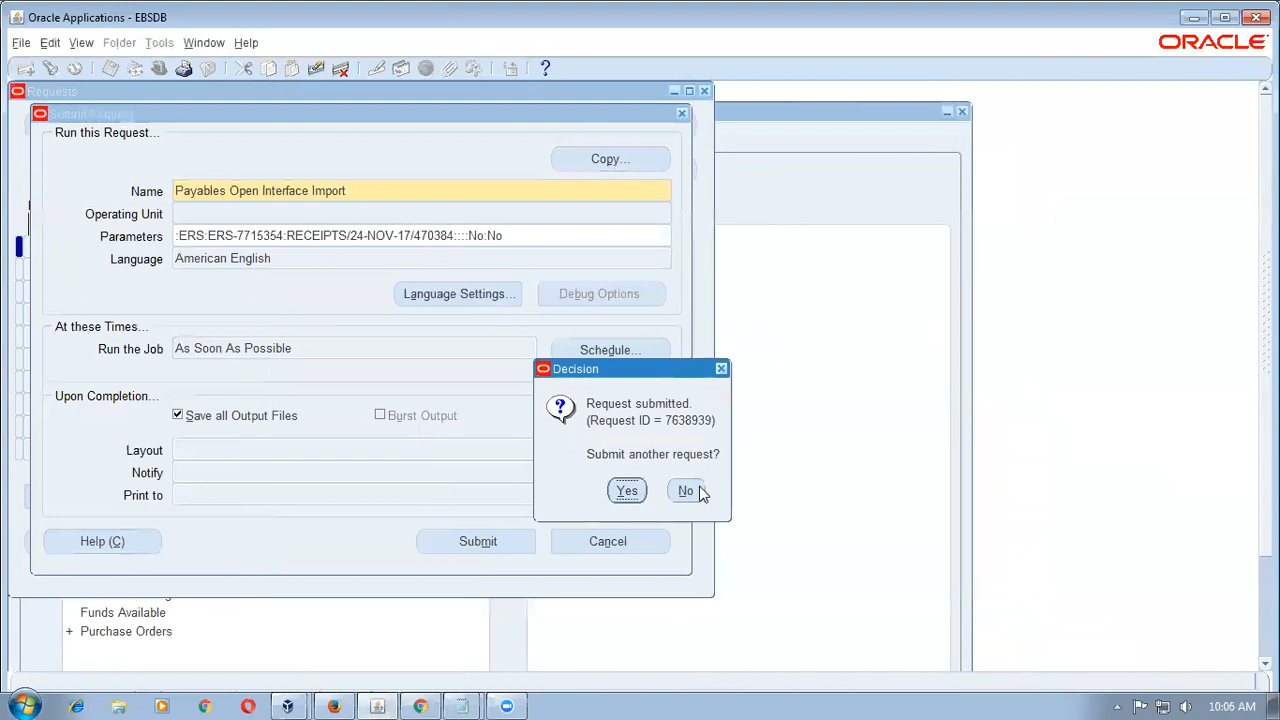 Oracle Applications - EBSDB
File Edit View Folder Tools Window Help
ORACLE
Requests
Submit Request
Run this Request...
Copy...
Name Payables Open Interface Import
Operating Unit
Parameters :ERS:ERS-7715354:RECEIPTS/24-NOV-17/470384::::No:No
Language American English
Language Settings...
Debug Options
At these Times...
Run the Job As Soon As Possible
Schedule...
Decision
Request submitted.
(Request ID = 7638939)
Submit another request?
Yes No
Upon Completion...
Save all Output Files
Burst Output
Layout
Notify
Print to
Help (C)
Submit
Cancel
Funds Available
+ Purchase Orders
10:06 AM